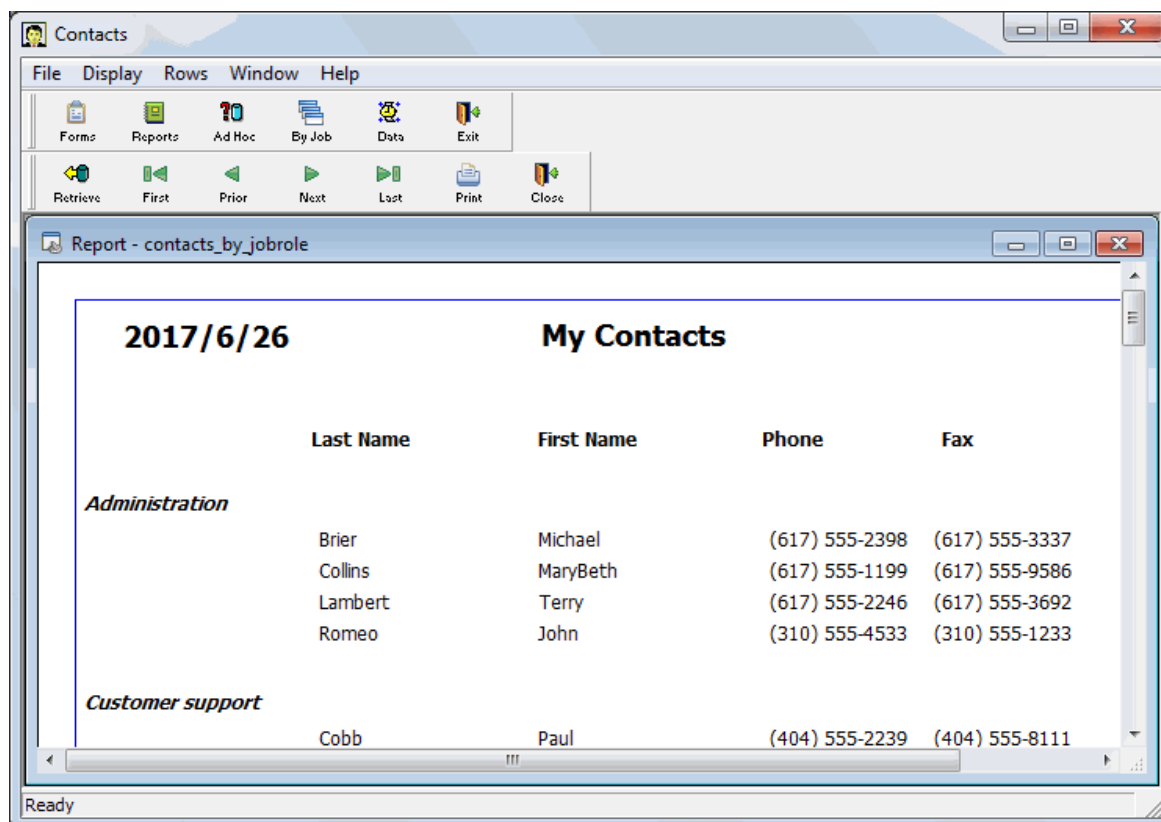 Contacts
File Display Rows Window Help
Forms Reports Ad Hoc By Job Data Exit
Retrieve First Prior Next Last Print Close
Report - contacts_by_jobrole
2017/6/26 My Contacts
Last Name First Name Phone Fax
Administration
Brier Michael (617) 555-2398 (617) 555-3337
Collins MaryBeth (617) 555-1199 (617) 555-9586
Lambert Terry (617) 555-2246 (617) 555-3692
Romeo John (310) 555-4533 (310) 555-1233
Customer support
Cobb Paul (404) 555-2239 (404) 555-8111
Ready